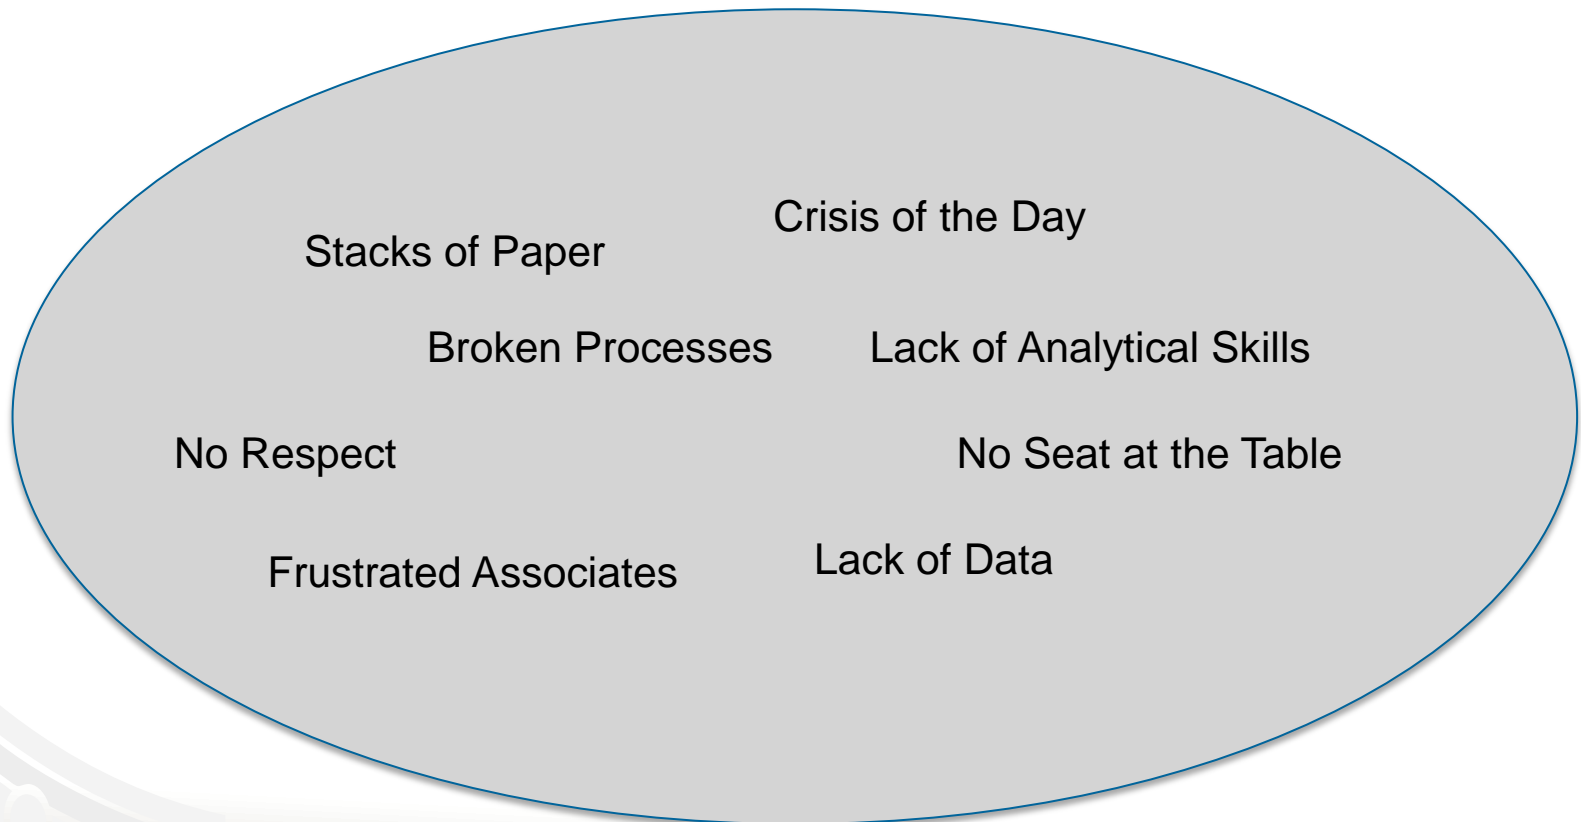 Crisis of the Day
Stacks of Paper
Broken Processes
Lack of Analytical Skills
No Respect
No Seat at the Table
Lack of Data
Frustrated Associates